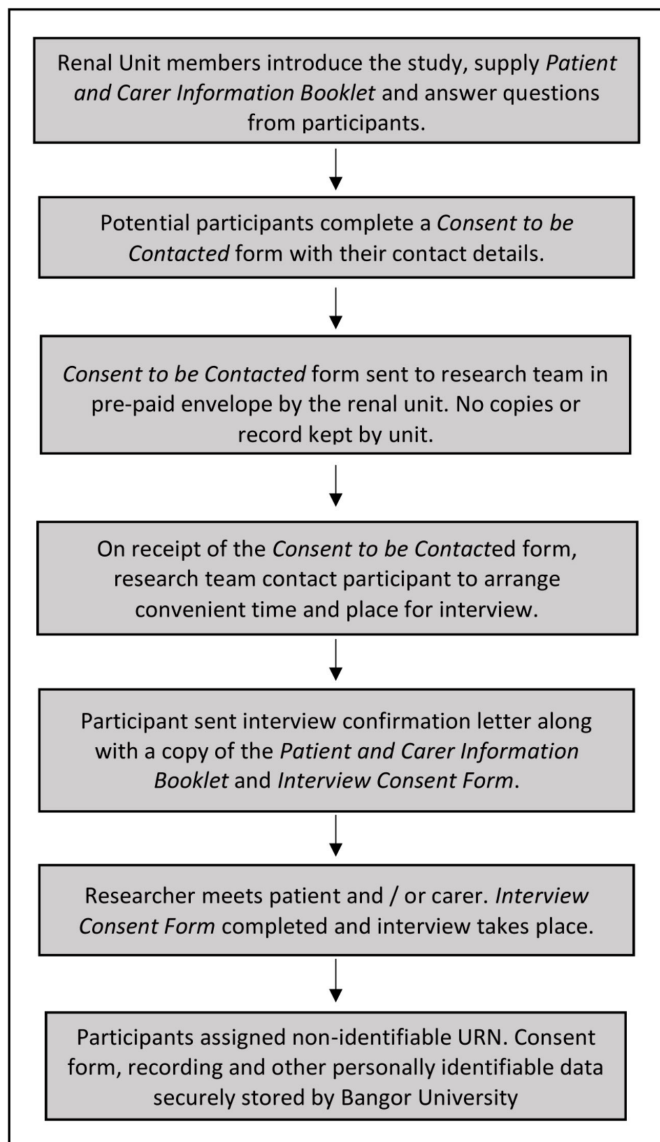 Renal Unit members introduce the study, supply Patient
and Carer Information Booklet and answer questions
from participants.
Potential participants complete a Consent to be
Contacted form with their contact details.
Consent to be Contacted form sent to research team in
pre-paid envelope by the renal unit. No copies or
record kept by unit.
On receipt of the Consent to be Contacted form,
research team contact participant to arrange
convenient time and place for interview.
Participant sent interview confirmation letter along
with a copy of the Patient and Carer Information
Booklet and Interview Consent Form.
Researcher meets patient and / or carer. Interview
Consent Form completed and interview takes place.
Participants assigned non-identifiable URN. Consent
form, recording and other personally identifiable data
securely stored by Bangor University